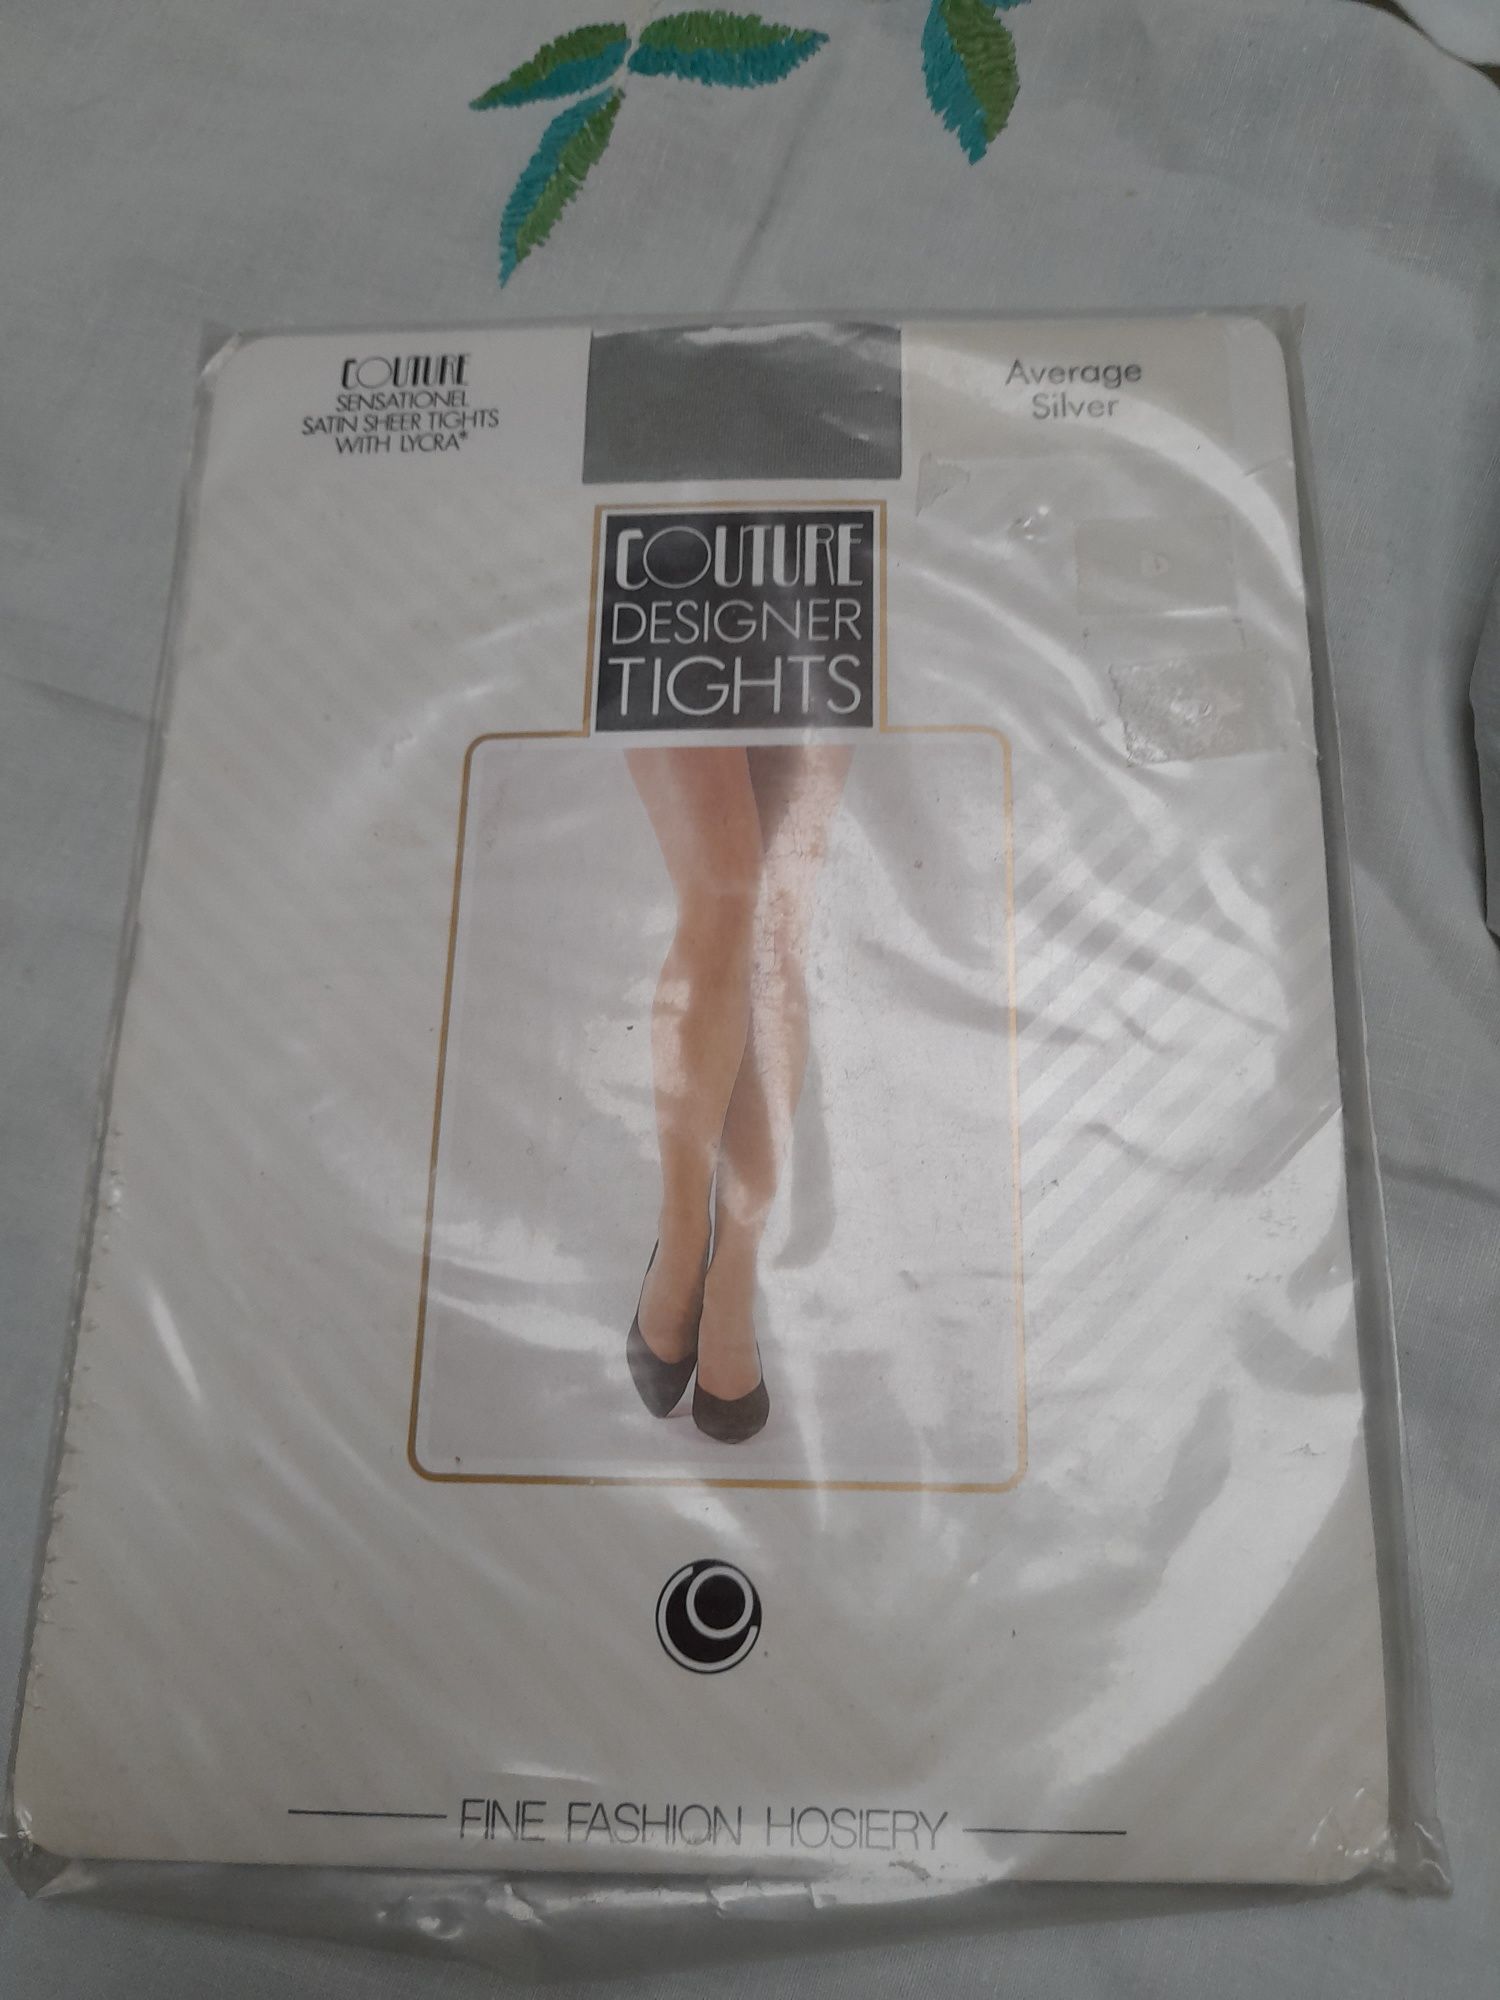 COUTURE
SENSATIONEL
SATIN SHEER TIGHTS
WITH LYCRA*
Average
Silver
COUTURE
DESIGNER
TIGHTS
FINE FASHION HOSIERY